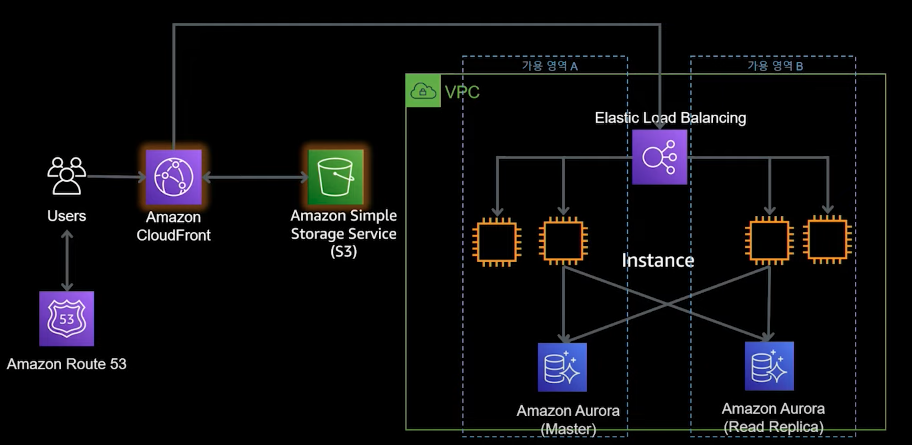 가용 영역 A
가용 영역 B
VPC
Elastic Load Balancing
Users
Amazon
CloudFront
Amazon Simple
Storage Service
(S3)
Instance
53
Amazon Route 53
Amazon Aurora
(Master)
Amazon Aurora
(Read Replica)